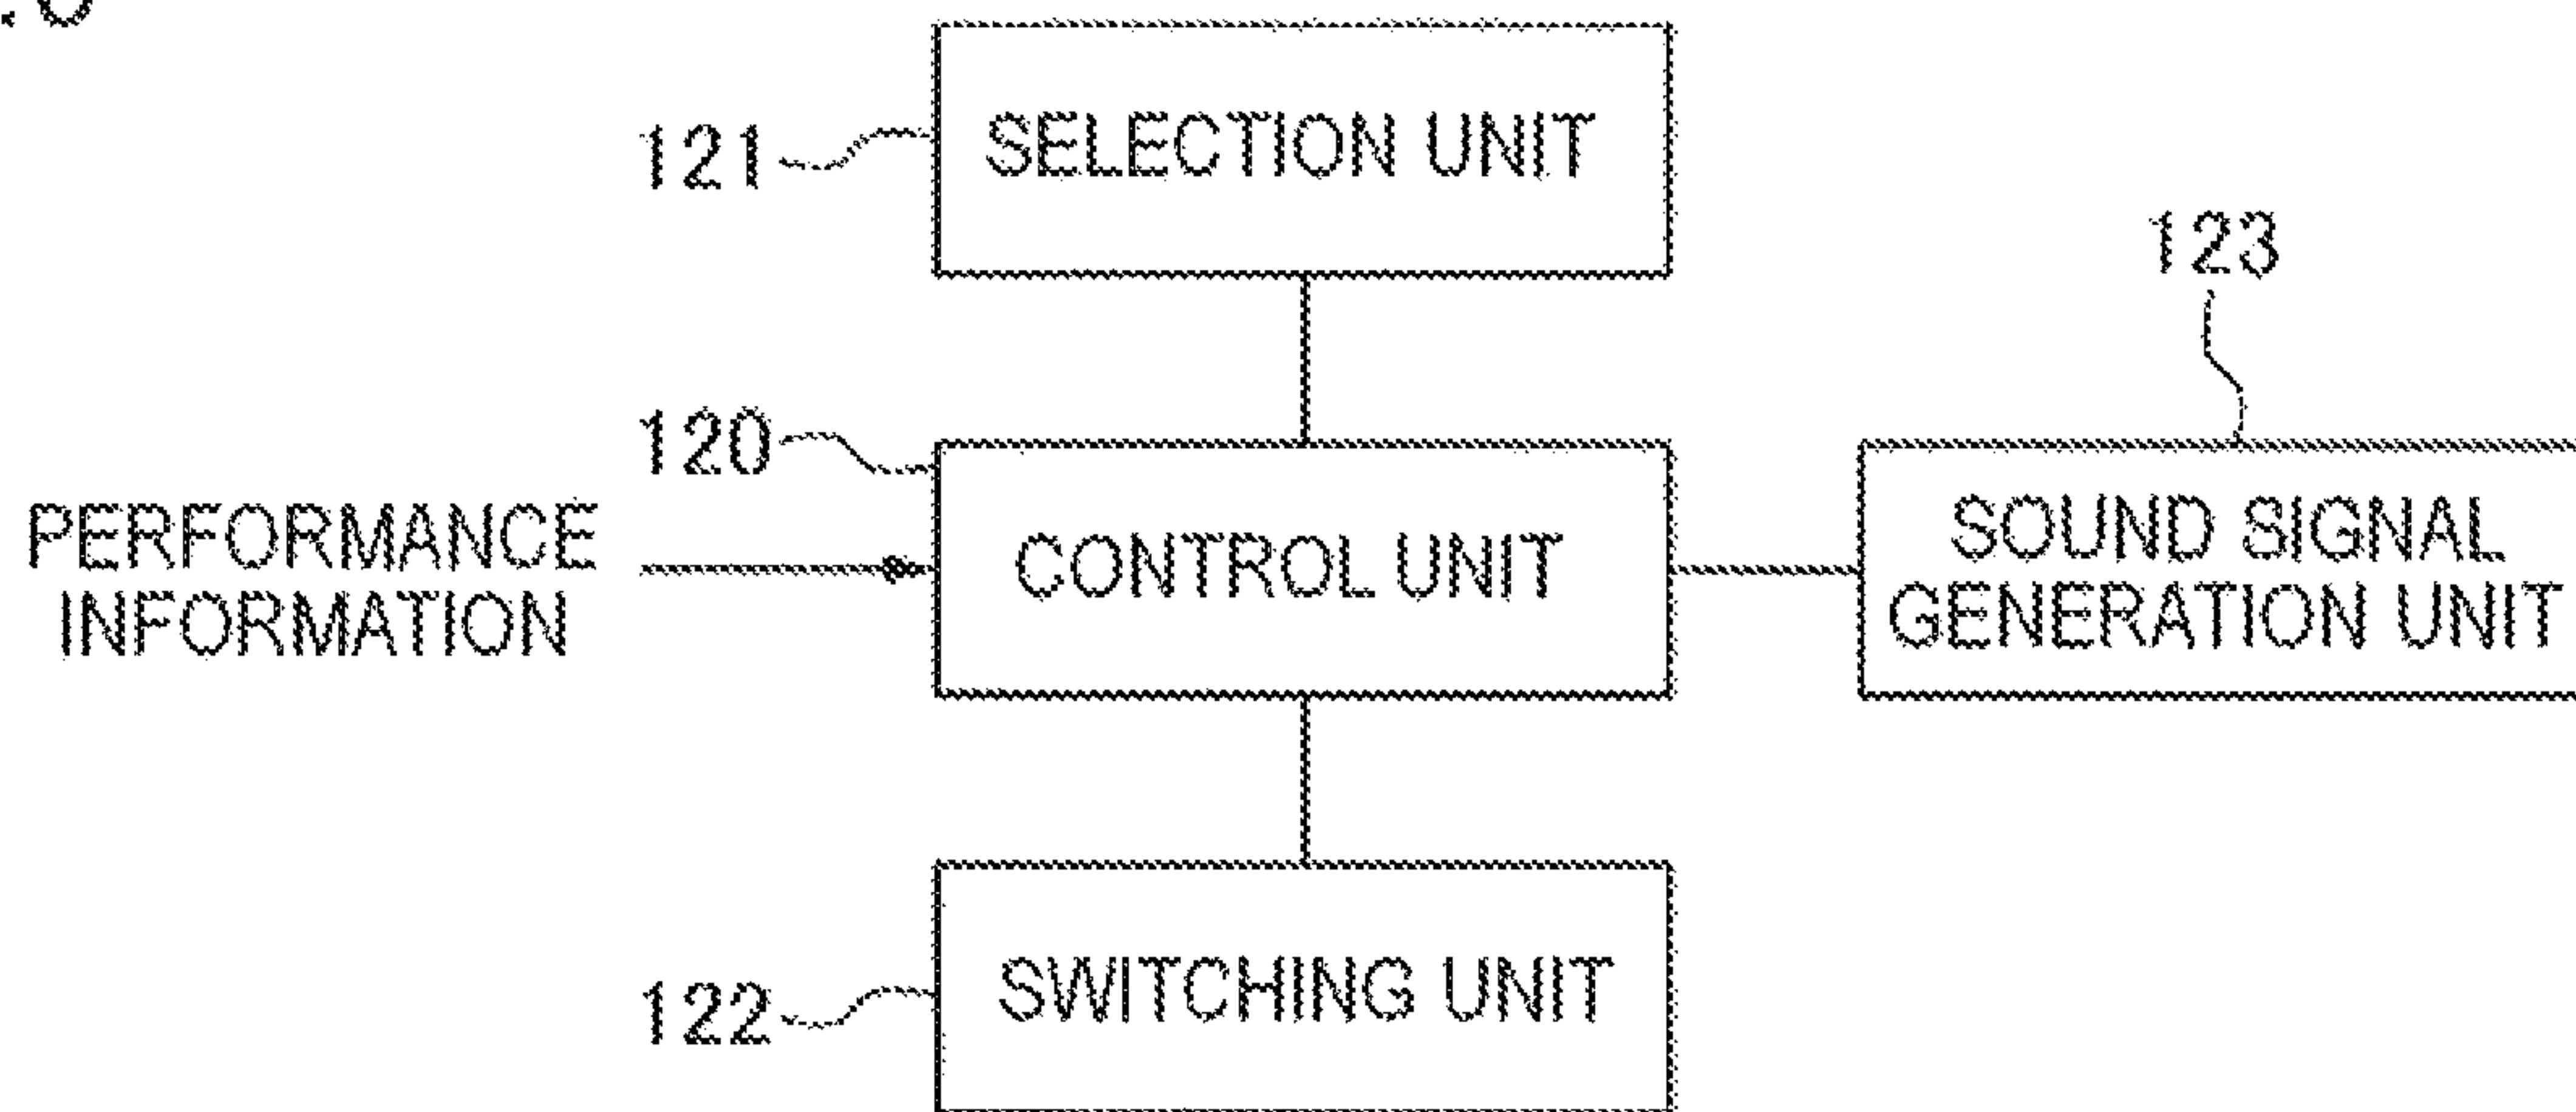 121
SELECTION UNIT
123
120
PERFORMANCE
INFORMATION
CONTROL UNIT
SOUND SIGNAL
GENERATION UNIT
122
SWITCHING UNIT